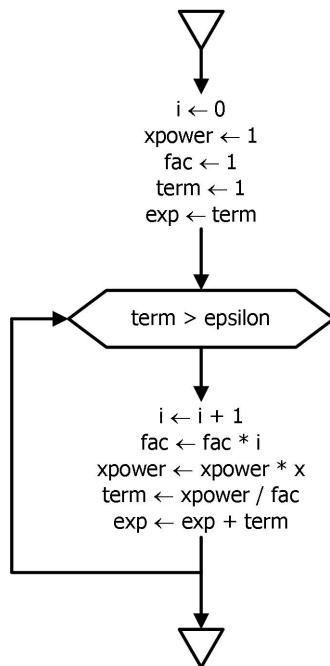 i ← 0
xpower ← 1
fac ← 1
term ← 1
exp ← term
term > epsilon
i ← i + 1
fac ← fac * i
xpower ← xpower * x
term ← xpower / fac
exp ← exp + term